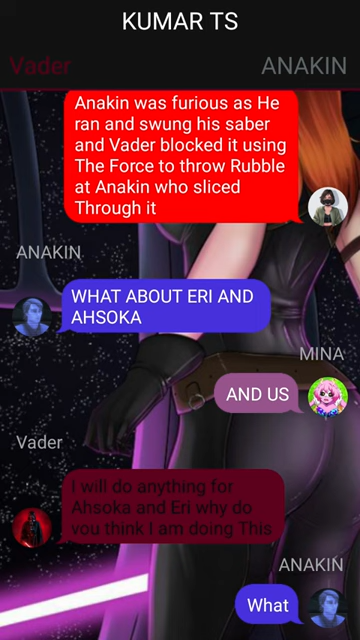 KUMAR TS
Vader
ANAKIN
Anakin was furious as He
ran and swung his saber
and Vader blocked it using
The Force to throw Rubble
at Anakin who sliced
Through it
ANAKIN
WHAT ABOUT ERI AND
AHSOKA
MINA
AND US
Vader
I will do anything for
Ahsoka and Eri why do
you think I am doing This
ANAKIN
What